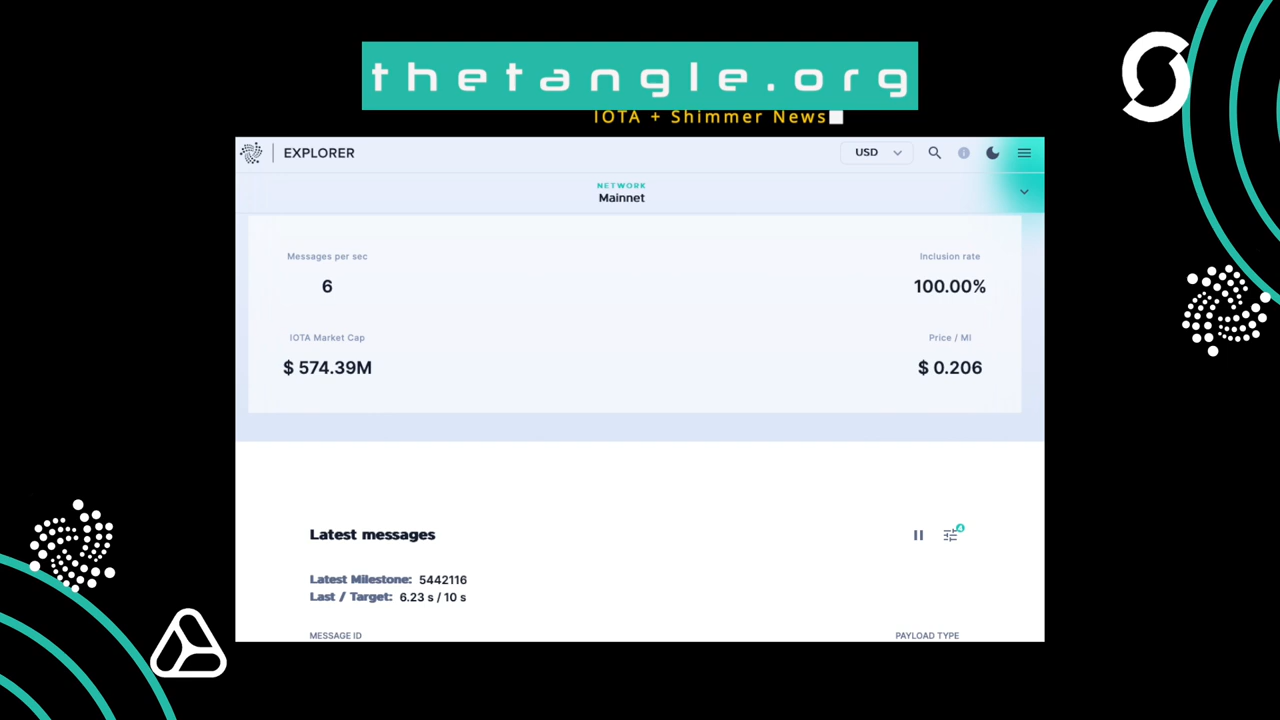 thetangle.org
IOTA + Shimmer News
EXPLORER USD
NETWORK
Mainnet
Messages per sec Inclusion rate
6 100.00%
IOTA Market Cap Price / MI
$ 574.39M $ 0.206
Latest messages 4
Latest Milestone: 5442116
Last / Target: 6.23 s / 10 s
MESSAGE ID PAYLOAD TYPE